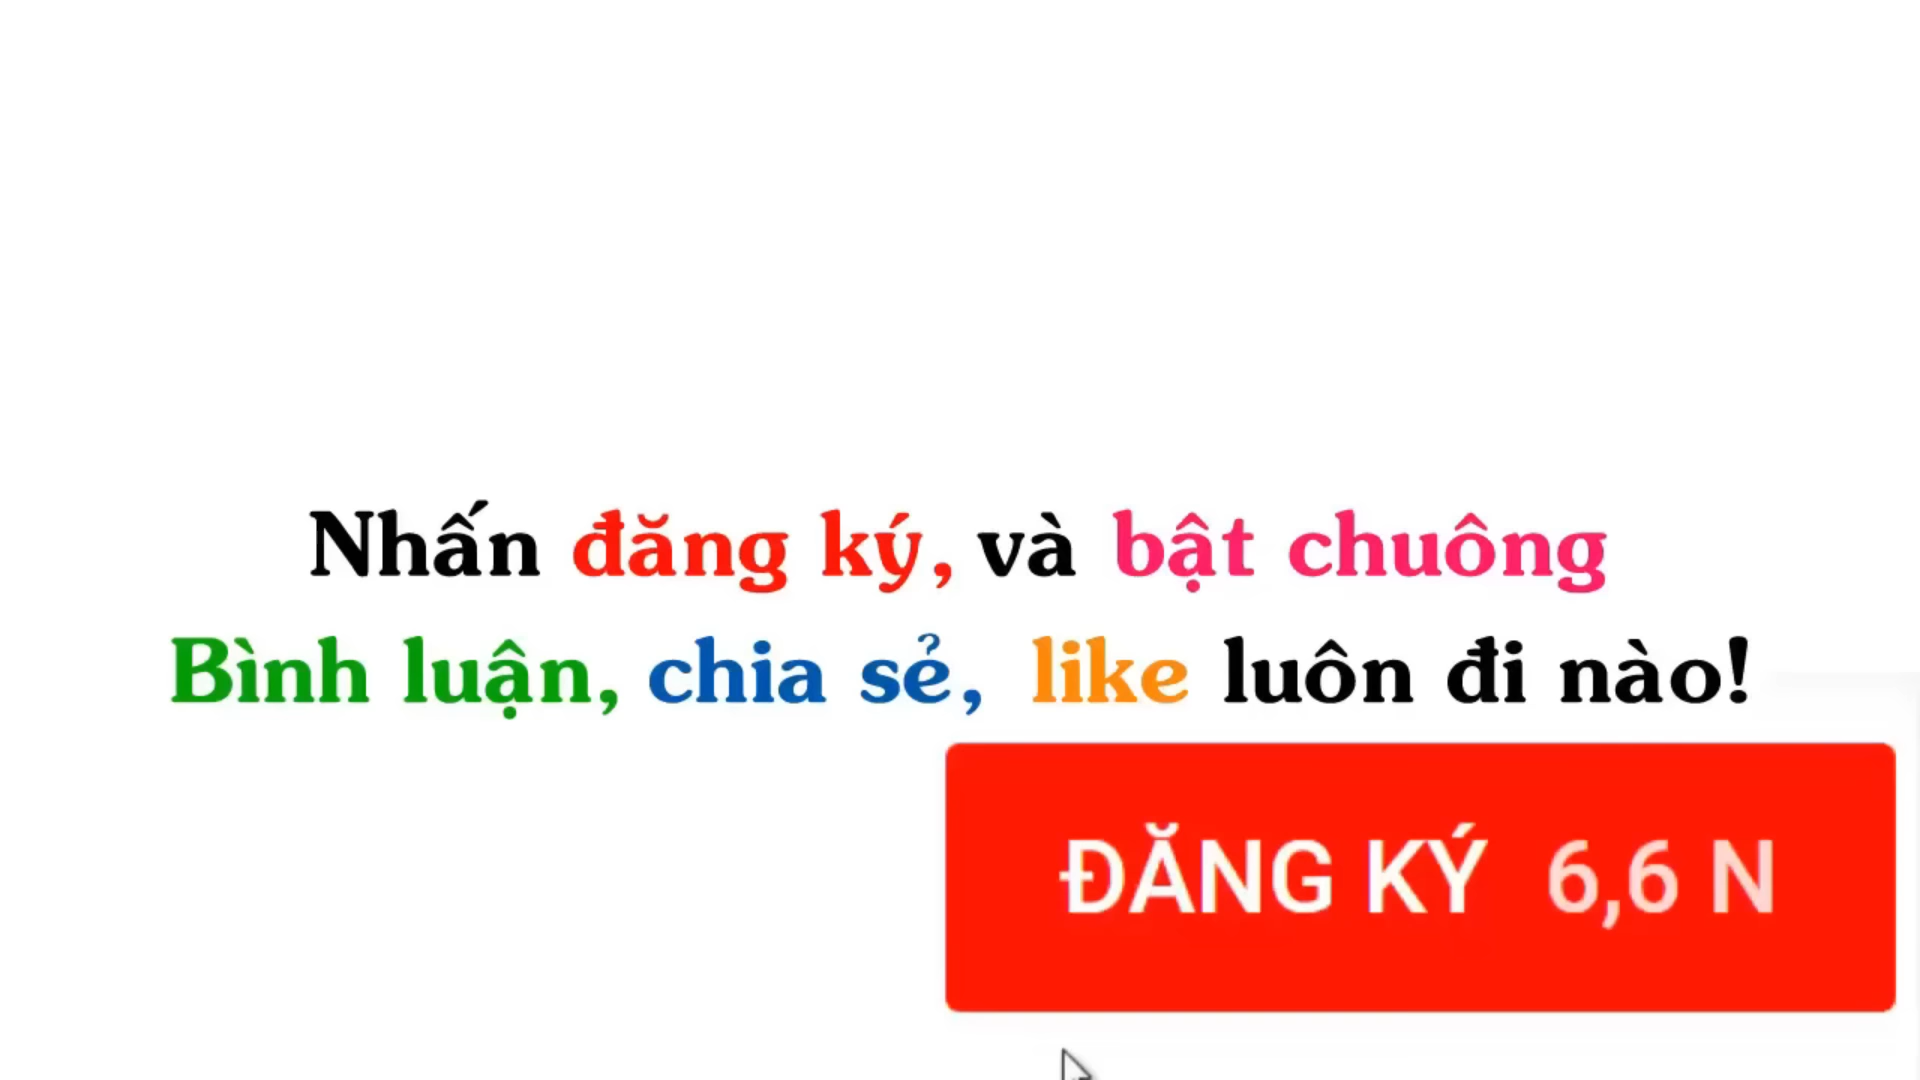 Nhấn đăng ký, và bật chuông
Bình luận, chia sẻ, like luôn đi nào!
ĐĂNG KÝ 6,6 N